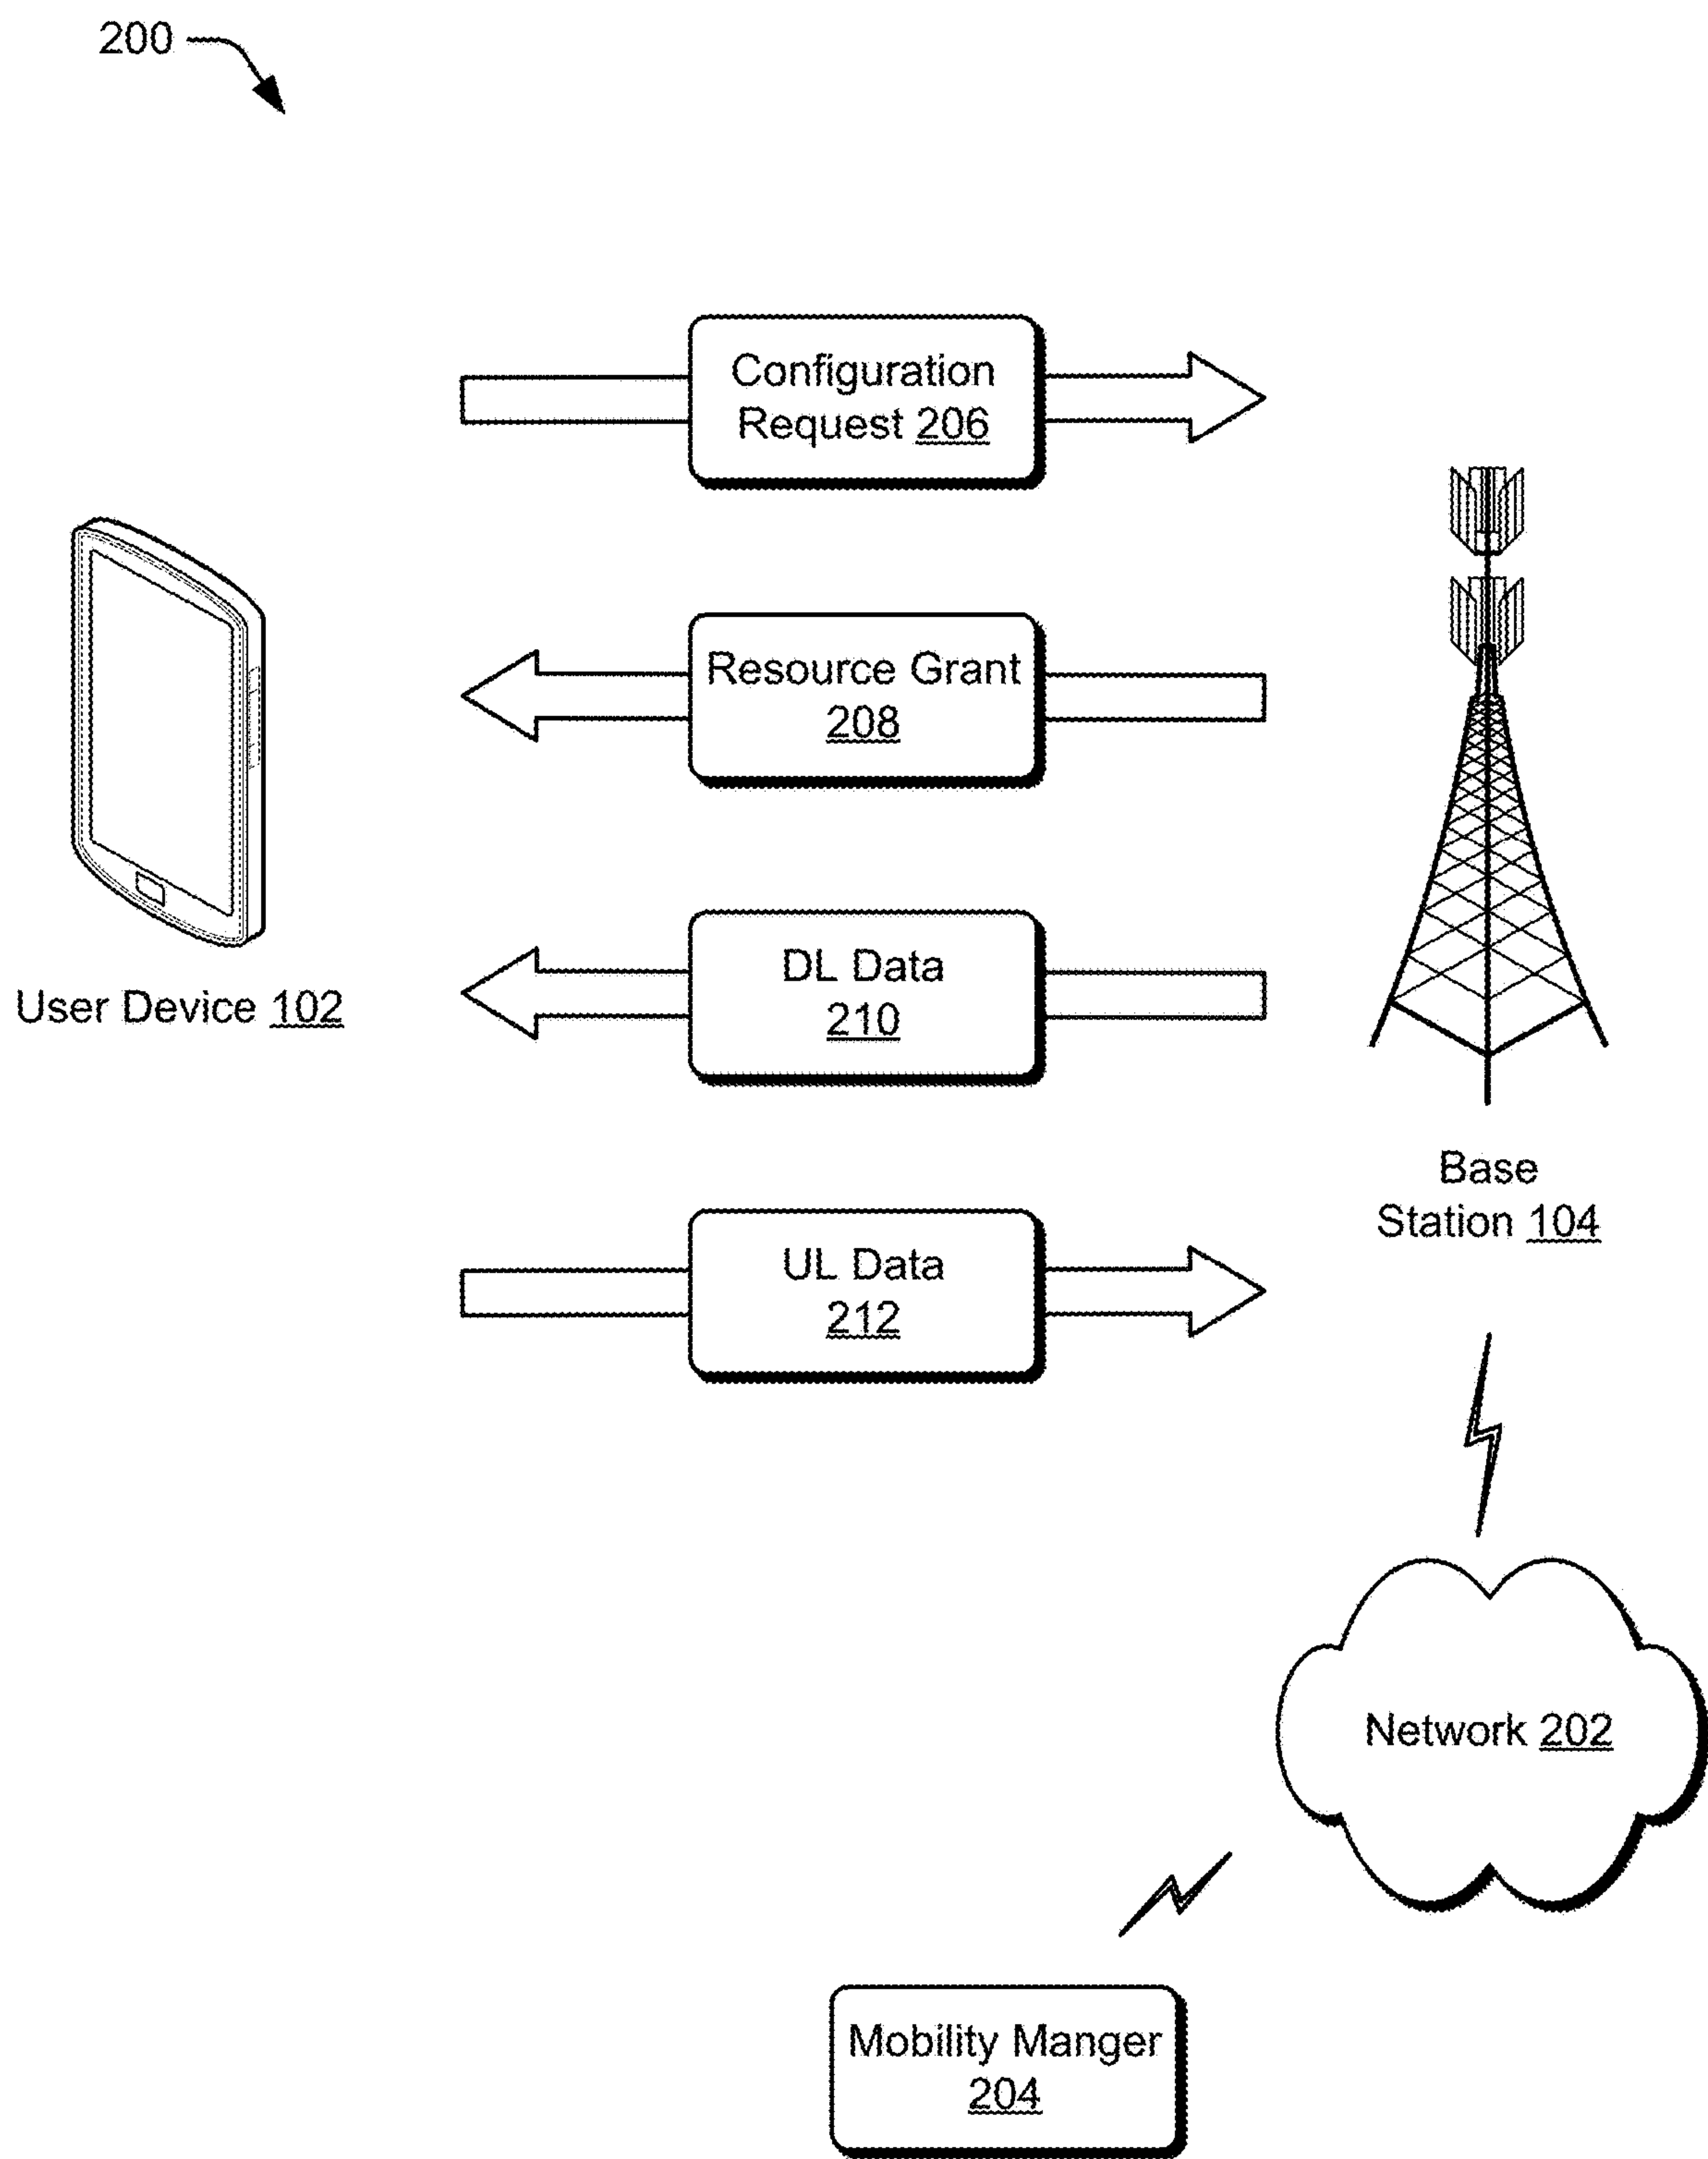 200
Configuration
Request 206
Resource Grant
208
User Device 102
DL Data
210
Base
Station 104
UL Data
212
Network 202
Mobility Manger
204